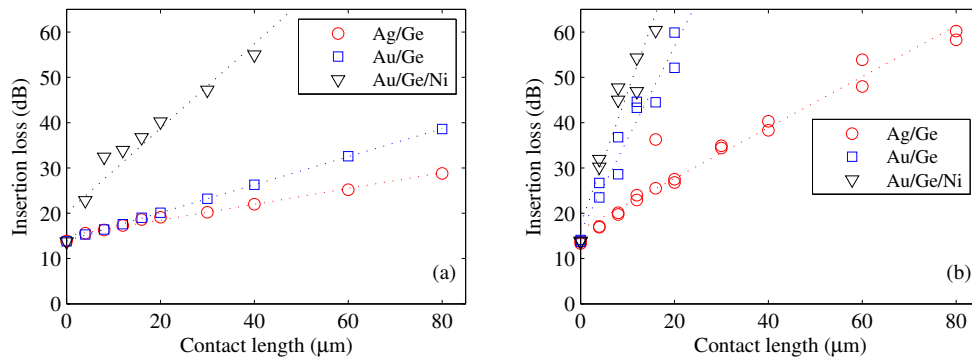 60
50
40
30
20
10
0
Insertion loss (dB)
Ag/Ge
Au/Ge
Au/Ge/Ni
(a)
0 20 40 60 80
Contact length (μm)
60
50
40
30
20
10
0
Insertion loss (dB)
Ag/Ge
Au/Ge
Au/Ge/Ni
(b)
0 20 40 60 80
Contact length (μm)